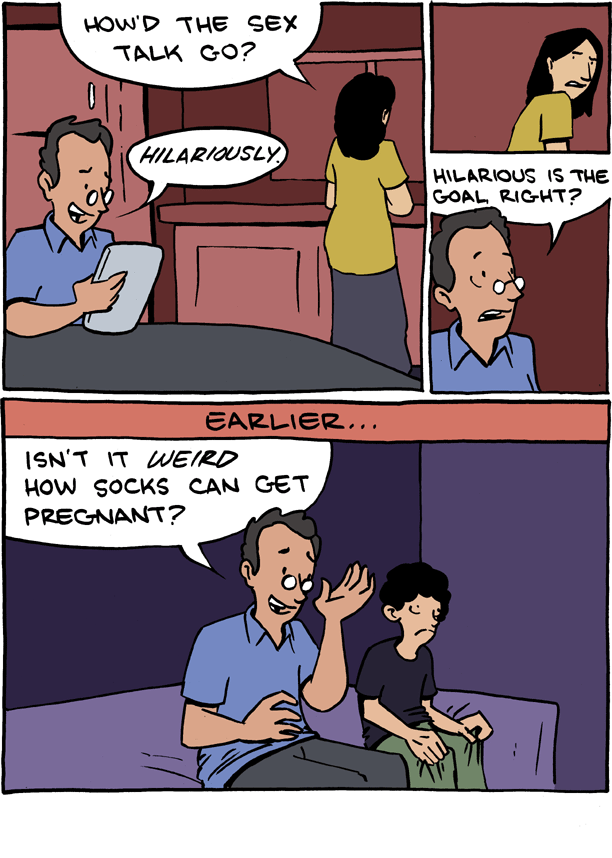 HOW'D THE SEX
TALK GO?
HILARIOUSLY.
HILARIOUS IS THE
GOAL, RIGHT?
EARLIER...
ISN'T IT WEIRD
HOW SOCKS CAN GET
PREGNANT?